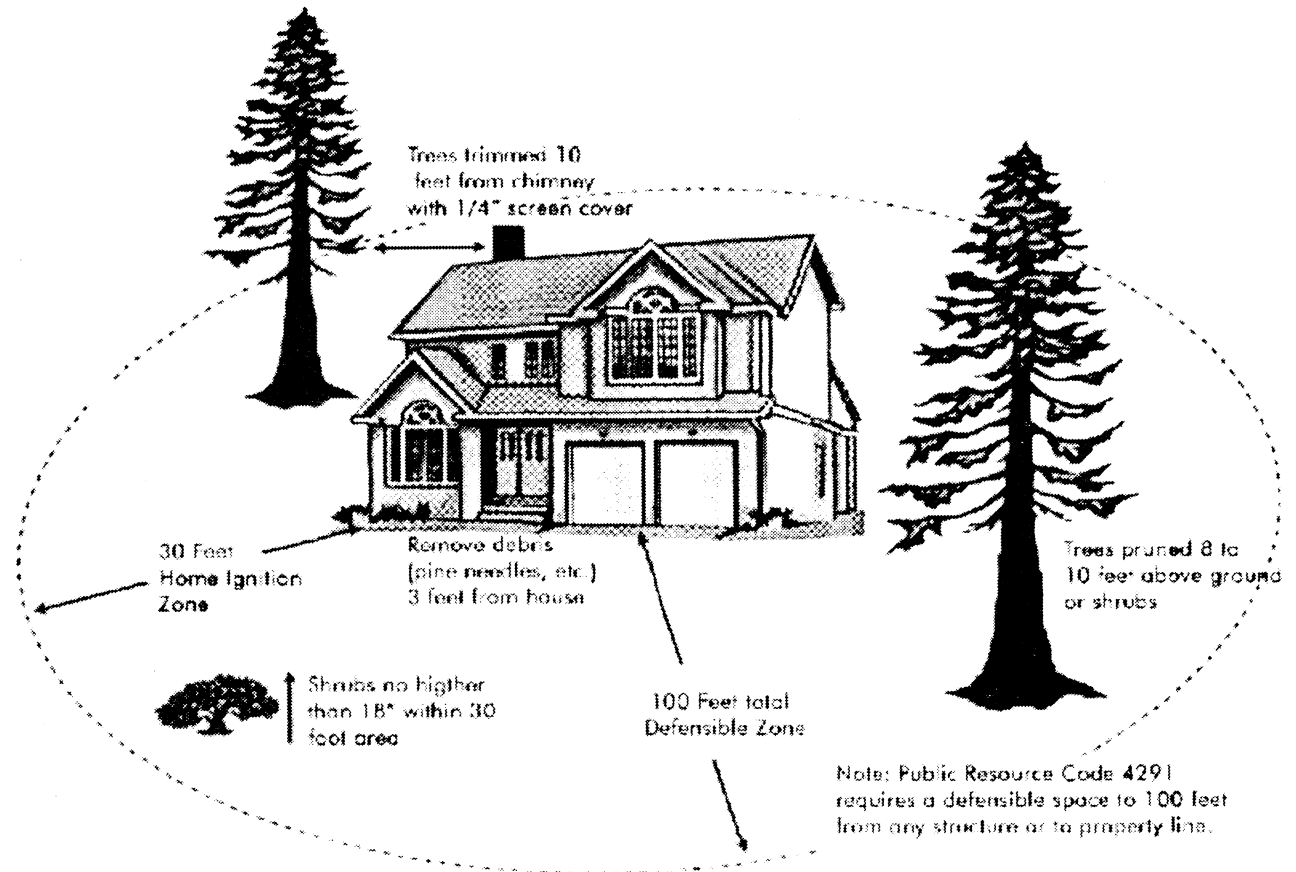 Trees trimmed 10
feet from chimney
with 1/4" screen cover
30 Feet
Home Ignition
Zone
Remove debris
(pine needles, etc.)
3 feet from house
Trees pruned 8 to
10 feet above ground
or shrubs
Shrubs no higther
than 18" within 30
foot area
100 Feet total
Defensible Zone
Note: Public Resource Code 4291
requires a defensible space to 100 feet
from any structure or to property line.